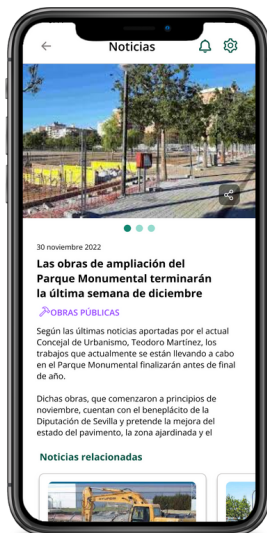 Noticias
30 noviembre 2022
Las obras de ampliación del
Parque Monumental terminarán
la última semana de diciembre
OBRAS PÚBLICAS
Según las últimas noticias aportadas por el actual
Concejal de Urbanismo, Teodoro Martínez, los
trabajos que actualmente se están llevando a cabo
en el Parque Monumental finalizarán antes de final
de año.
Dichas obras, que comenzaron a principios de
noviembre, cuentan con el beneplácito de la
Diputación de Sevilla y pretende la mejora del
estado del pavimento, la zona ajardinada y el
Noticias relacionadas